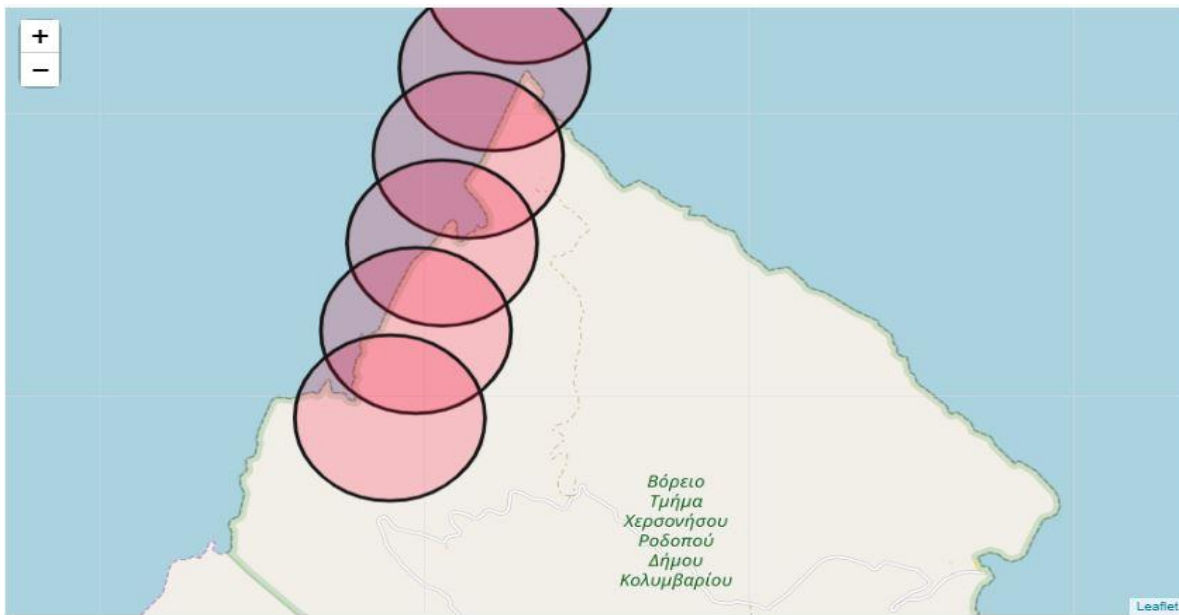 +
−
Βόρειο
Τμήμα
Χερσονήσου
Ροδοπού
Δήμου
Κολυμβαρίου
Leaflet